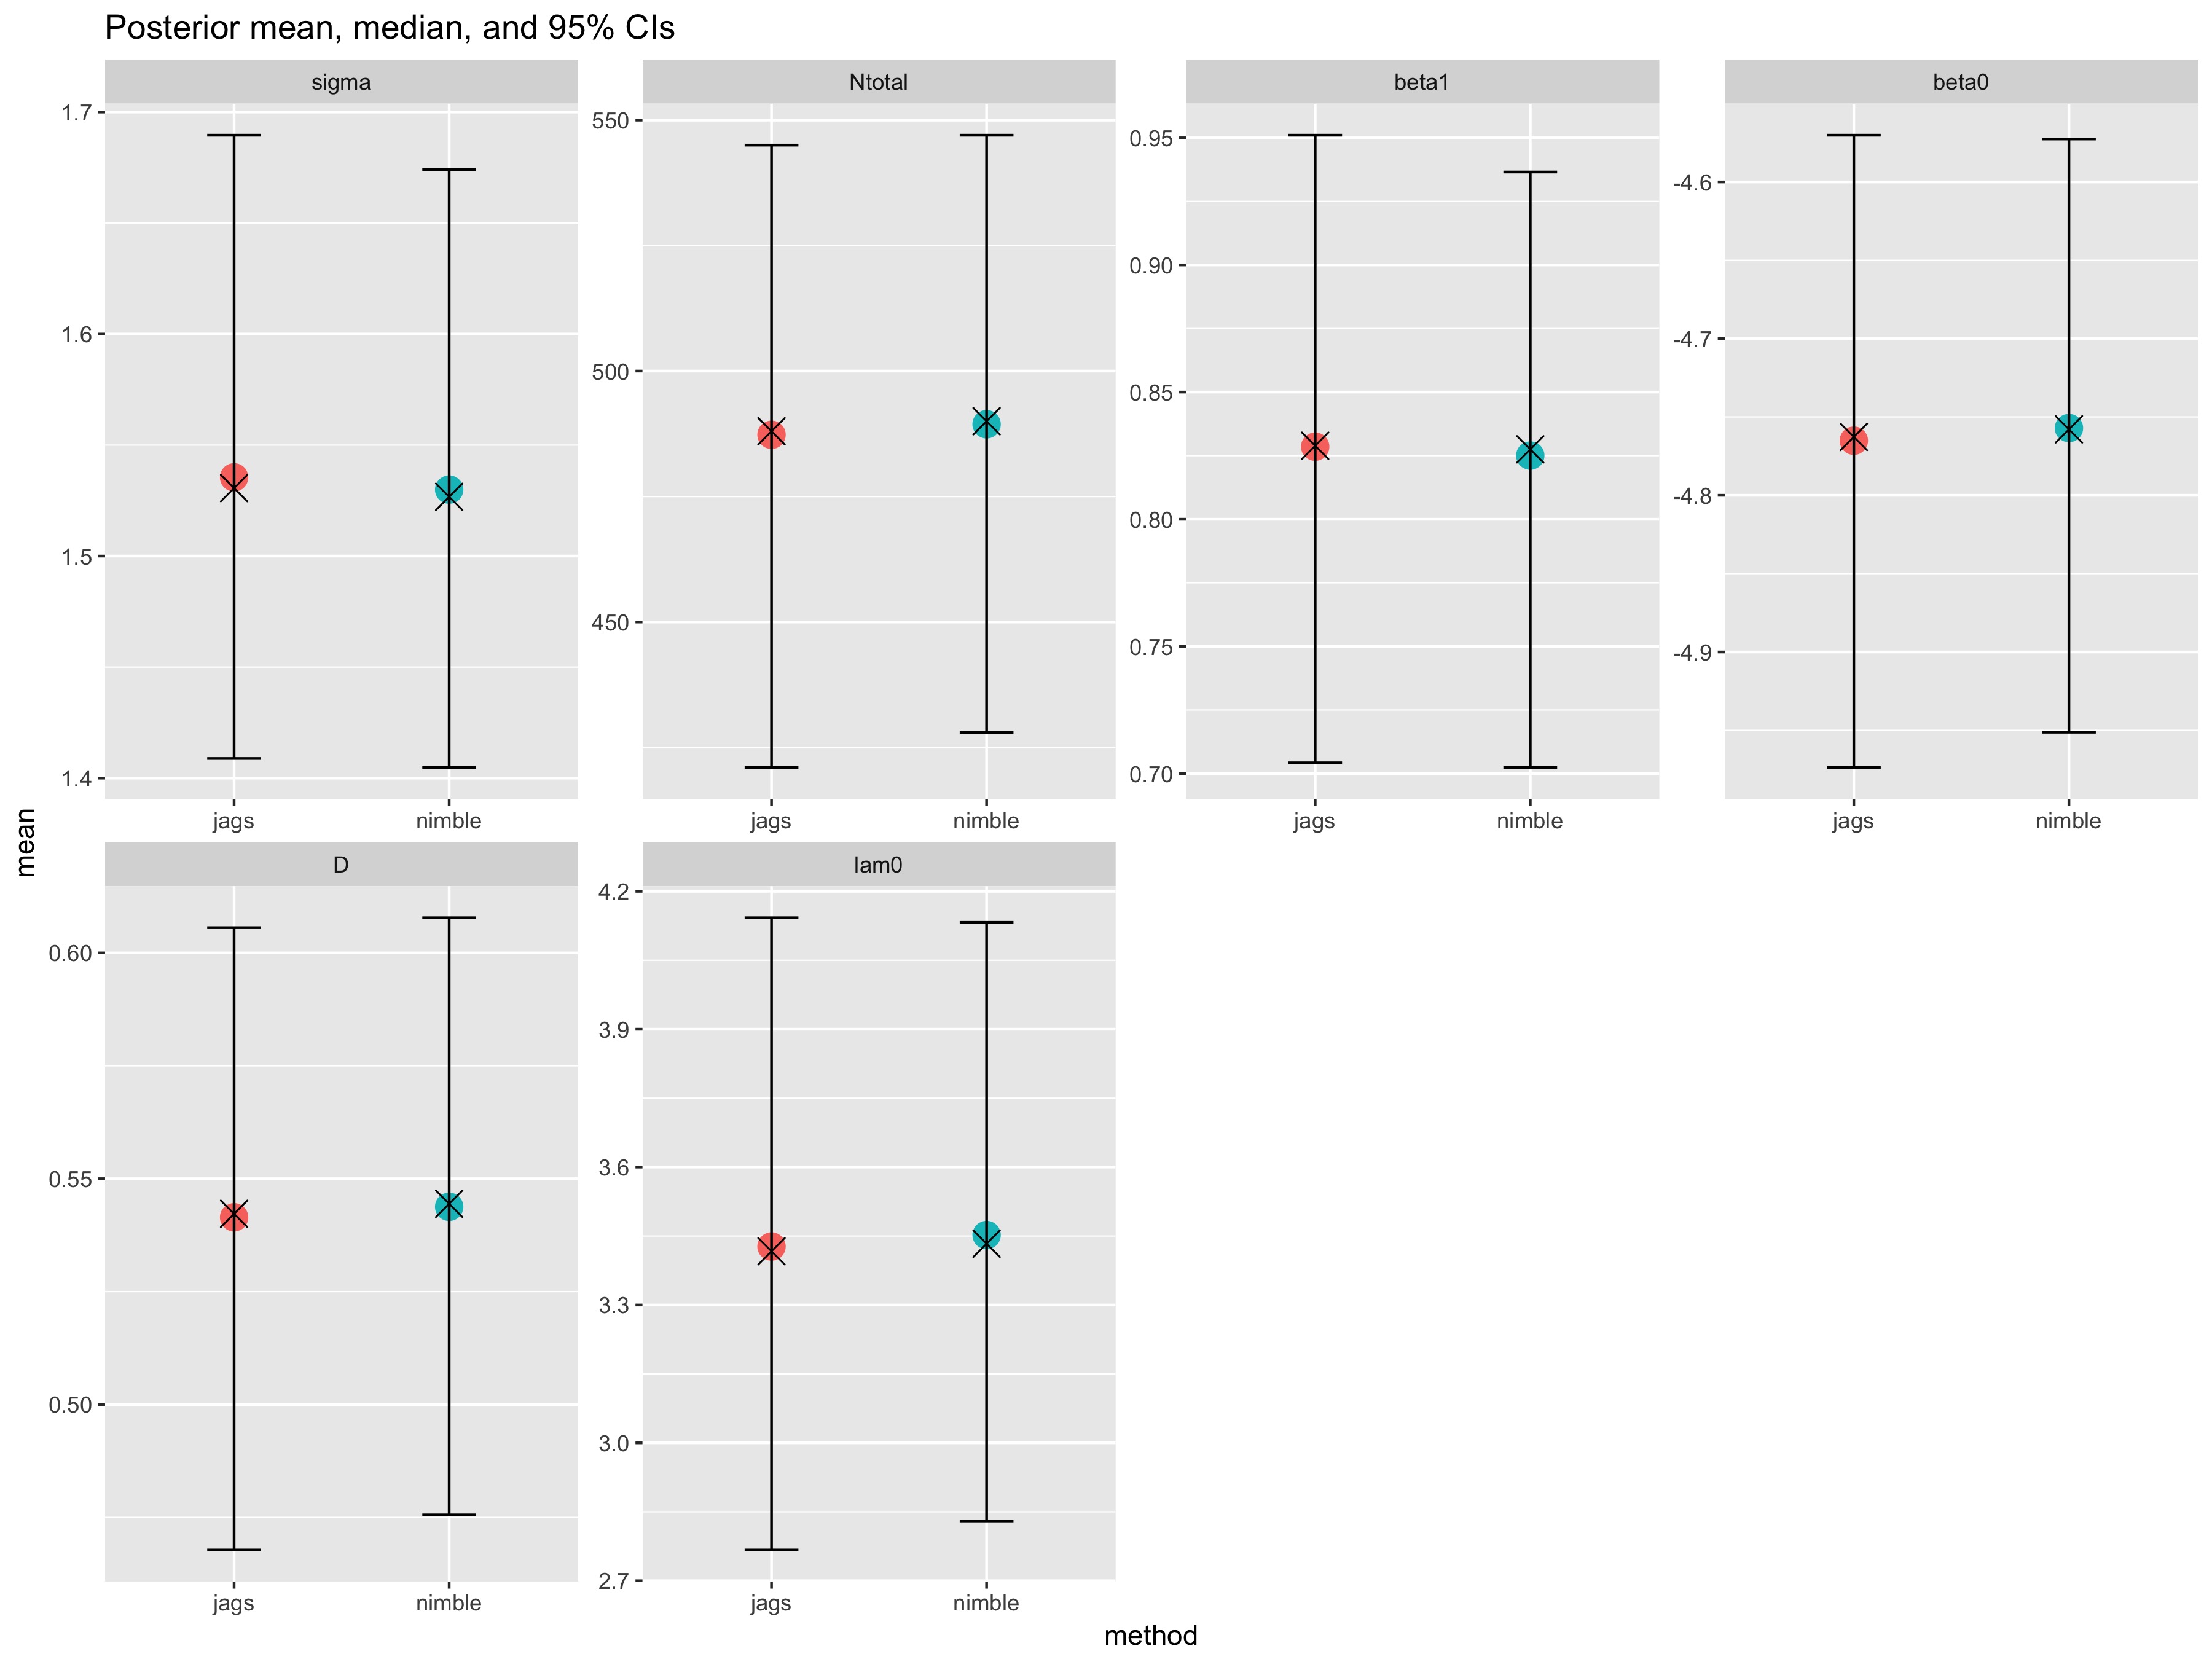 Posterior mean, median, and 95% CIs
sigma
Ntotal
beta1
beta0
1.7
1.6
1.5
1.4
550
500
450
0.95
0.90
0.85
0.80
0.75
0.70
-4.6
-4.7
-4.8
-4.9
jags
nimble
jags
nimble
jags
nimble
jags
nimble
mean
D
lam0
0.60
0.55
0.50
4.2
3.9
3.6
3.3
3.0
2.7
jags
nimble
jags
nimble
method